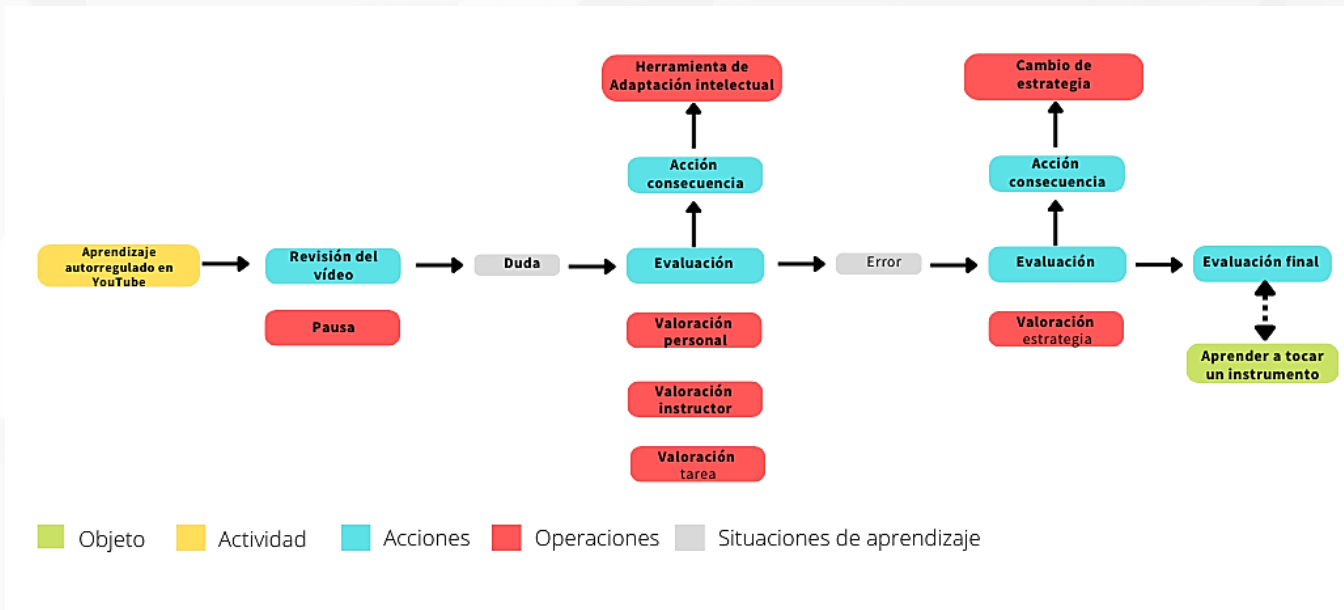 Herramienta de
Adaptación intelectual
Cambio de
estrategia
Acción
consecuencia
Acción
consecuencia
Aprendizaje
autorregulado en
YouTube
Revisión del
vídeo
Duda
Evaluación
Error
Evaluación
Evaluación final
Pausa
Valoración
personal
Valoración
estrategia
Aprender a tocar
un instrumento
Valoración
instructor
Valoración
tarea
Objeto
Actividad
Acciones
Operaciones
Situaciones de aprendizaje